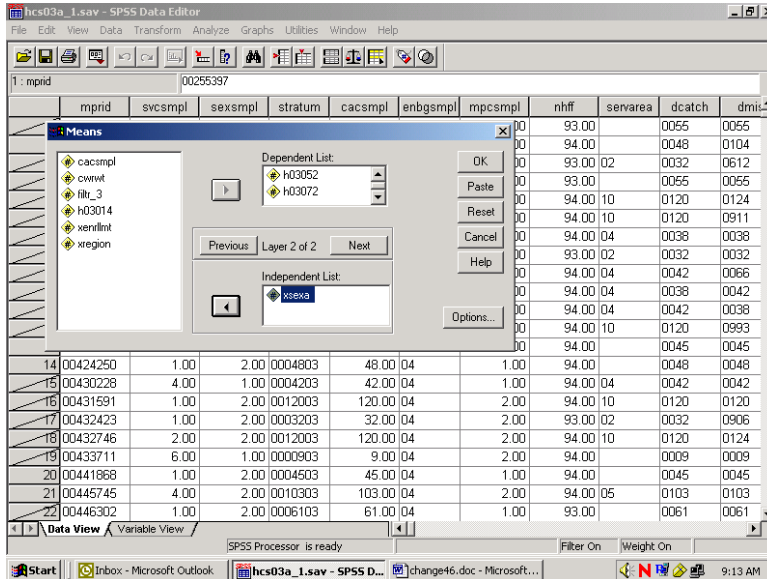 hcs03a_1.sav - SPSS Data Editor
File Edit View Data Transform Analyze Graphs Utilities Window Help
1 : mprid 00255397
mprid svcsmpl sexsmpl stratum cacsmpl enbgsmpl mpcsmpl nhff servarea dcatch dmis
00 93.00 0055 0055
Means
00 94.00 0048 0104
00 93.00 02 0032 0612
00 93.00 0055 0055
00 94.00 10 0120 0124
00 94.00 10 0120 0911
00 94.00 04 0038 0038
00 93.00 02 0032 0032
00 94.00 04 0042 0066
00 94.00 04 0038 0042
00 94.00 04 0042 0038
00 94.00 10 0120 0993
00 94.00 0045 0045
cacsmpl
cwrwt
filtr_3
h03014
xenrllmt
xregion
Dependent List:
h03052
h03072
Previous Layer 2 of 2 Next
Independent List:
xsexa
OK
Paste
Reset
Cancel
Help
Options...
14 00424250 1.00 2.00 0004803 48.00 04 1.00 94.00 0048 0048
15 00430228 4.00 1.00 0004203 42.00 04 1.00 94.00 04 0042 0042
16 00431591 1.00 2.00 0012003 120.00 04 2.00 94.00 10 0120 0120
17 00432423 1.00 2.00 0003203 32.00 04 2.00 93.00 02 0032 0906
18 00432746 2.00 2.00 0012003 120.00 04 2.00 94.00 10 0120 0124
19 00433711 6.00 1.00 0000903 9.00 04 2.00 94.00 0009 0009
20 00441868 1.00 2.00 0004503 45.00 04 1.00 94.00 0045 0045
21 00445745 4.00 2.00 0010303 103.00 04 2.00 94.00 05 0103 0103
22 00446302 1.00 2.00 0006103 61.00 04 1.00 93.00 0061 0061
Data View Variable View
SPSS Processor is ready Filter On Weight On
Start Inbox - Microsoft Outlook hcs03a_1.sav - SPSS D... change46.doc - Microsoft... N 9:13 AM